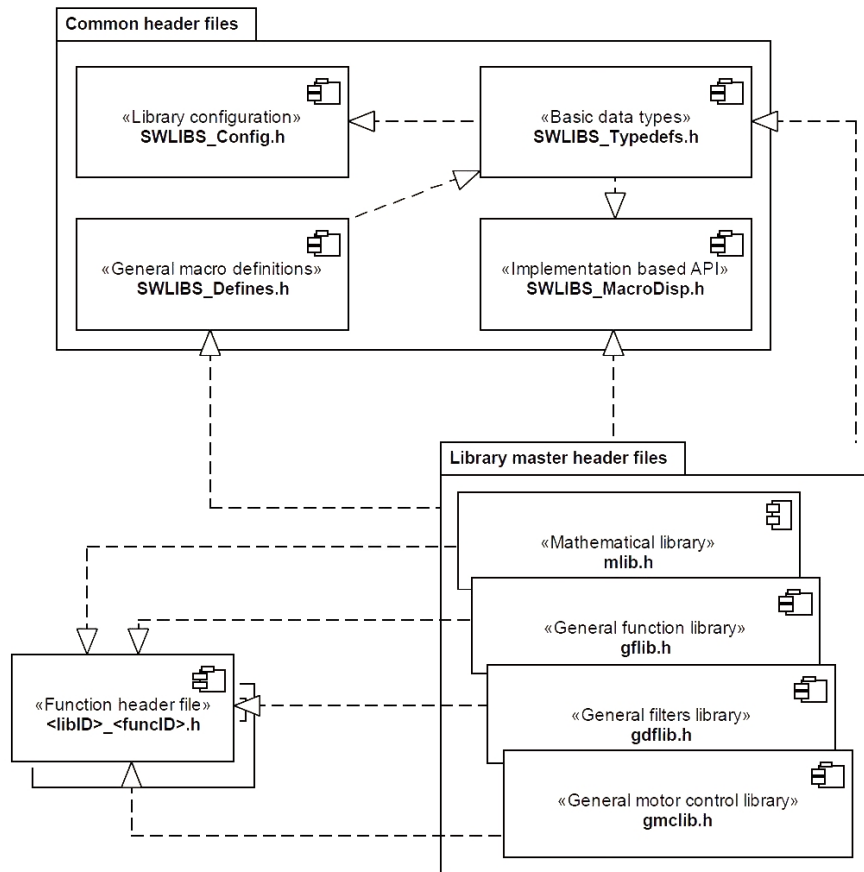 Common header files
«Library configuration»
SWLIBS_Config.h
«Basic data types»
SWLIBS_Typedefs.h
«General macro definitions»
SWLIBS_Defines.h
«Implementation based API»
SWLIBS_MacroDisp.h
Library master header files
«Mathematical library»
mlib.h
«General function library»
gflib.h
«Function header file»
<libID>_<funcID>.h
«General filters library»
gdflib.h
«General motor control library»
gmclib.h